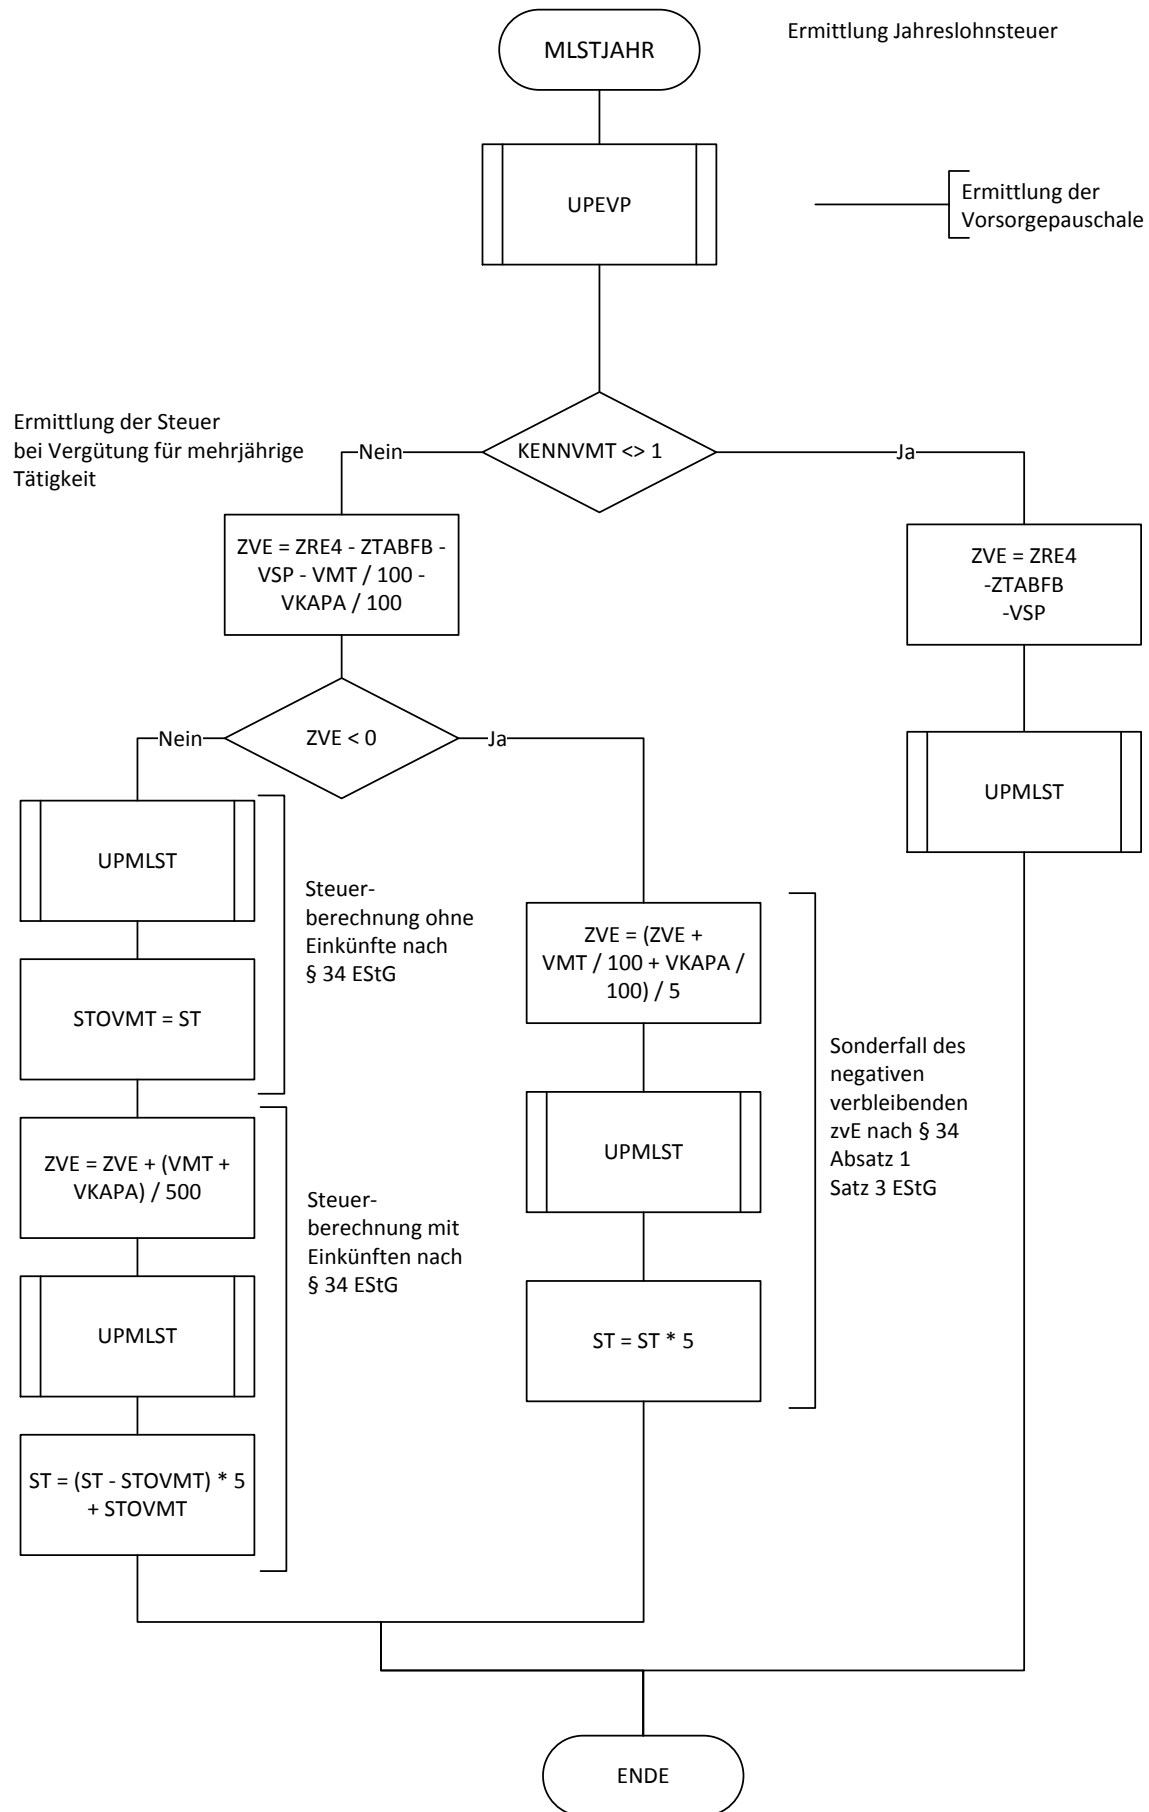 MLSTJAHR
Ermittlung Jahreslohnsteuer
UPEVP
Ermittlung der
Vorsorgepauschale
Ermittlung der Steuer
bei Vergütung für mehrjährige
Tätigkeit
Nein
KENNVMT <> 1
Ja
ZVE = ZRE4 - ZTABFB -
VSP - VMT / 100 -
VKAPA / 100
ZVE = ZRE4
-ZTABFB
-VSP
Nein
ZVE < 0
Ja
UPMLST
UPMLST
Steuer-
berechnung ohne
Einkünfte nach
§ 34 EStG
STOVMT = ST
ZVE = (ZVE +
VMT / 100 + VKAPA /
100) / 5
Sonderfall des
negativen
verbleibenden
zvE nach § 34
Absatz 1
Satz 3 EStG
ZVE = ZVE + (VMT +
VKAPA) / 500
UPMLST
Steuer-
berechnung mit
Einkünften nach
§ 34 EStG
UPMLST
ST = ST * 5
ST = (ST - STOVMT) * 5
+ STOVMT
ENDE